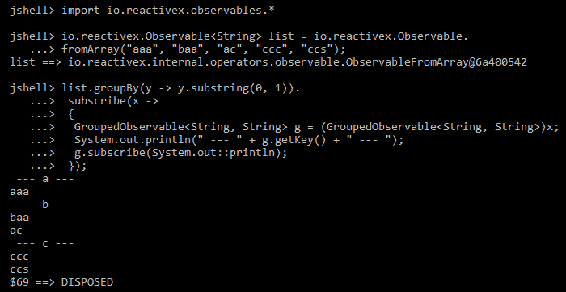 jshell> import io.reactivex.observables.*
jshell> io.reactivex.Observable<String> list = io.reactivex.Observable.
...> fromArray("aaa", "baa", "ac", "ccc", "ccs");
list ==> io.reactivex.internal.operators.observable.ObservableFromArray@6a400542
jshell> list.groupBy(y -> y.substring(0, 1)).
...> subscribe(x ->
...> {
...> GroupedObservable<String, String> g = (GroupedObservable<String, String>)x;
...> System.out.println(" --- " + g.getKey() + " --- ");
...> g.subscribe(System.out::println);
...> });
--- a ---
aaa
b
baa
ac
--- c ---
ccc
ccs
$69 ==> DISPOSED